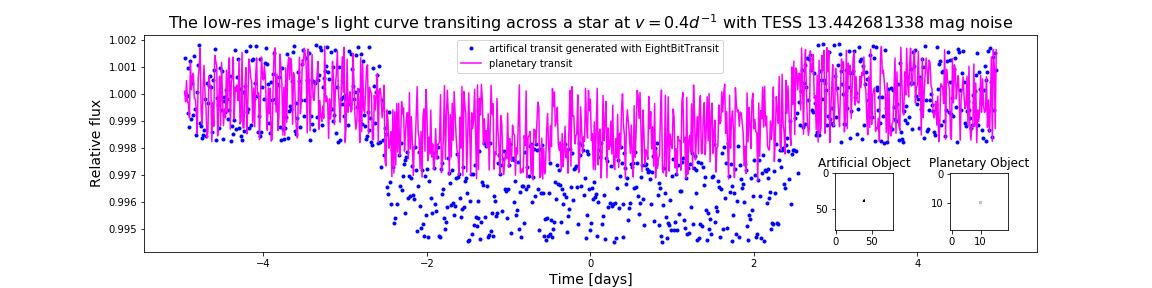 The low-res image's light curve transiting across a star at v = 0.4d⁻¹ with TESS 13.442681338 mag noise
artifical transit generated with EightBitTransit
planetary transit
Relative flux
1.002
1.001
1.000
0.999
0.998
0.997
0.996
0.995
Artificial Object
0
50
0 50
Planetary Object
0
10
0 10
−4 −2 0 2 4
Time [days]